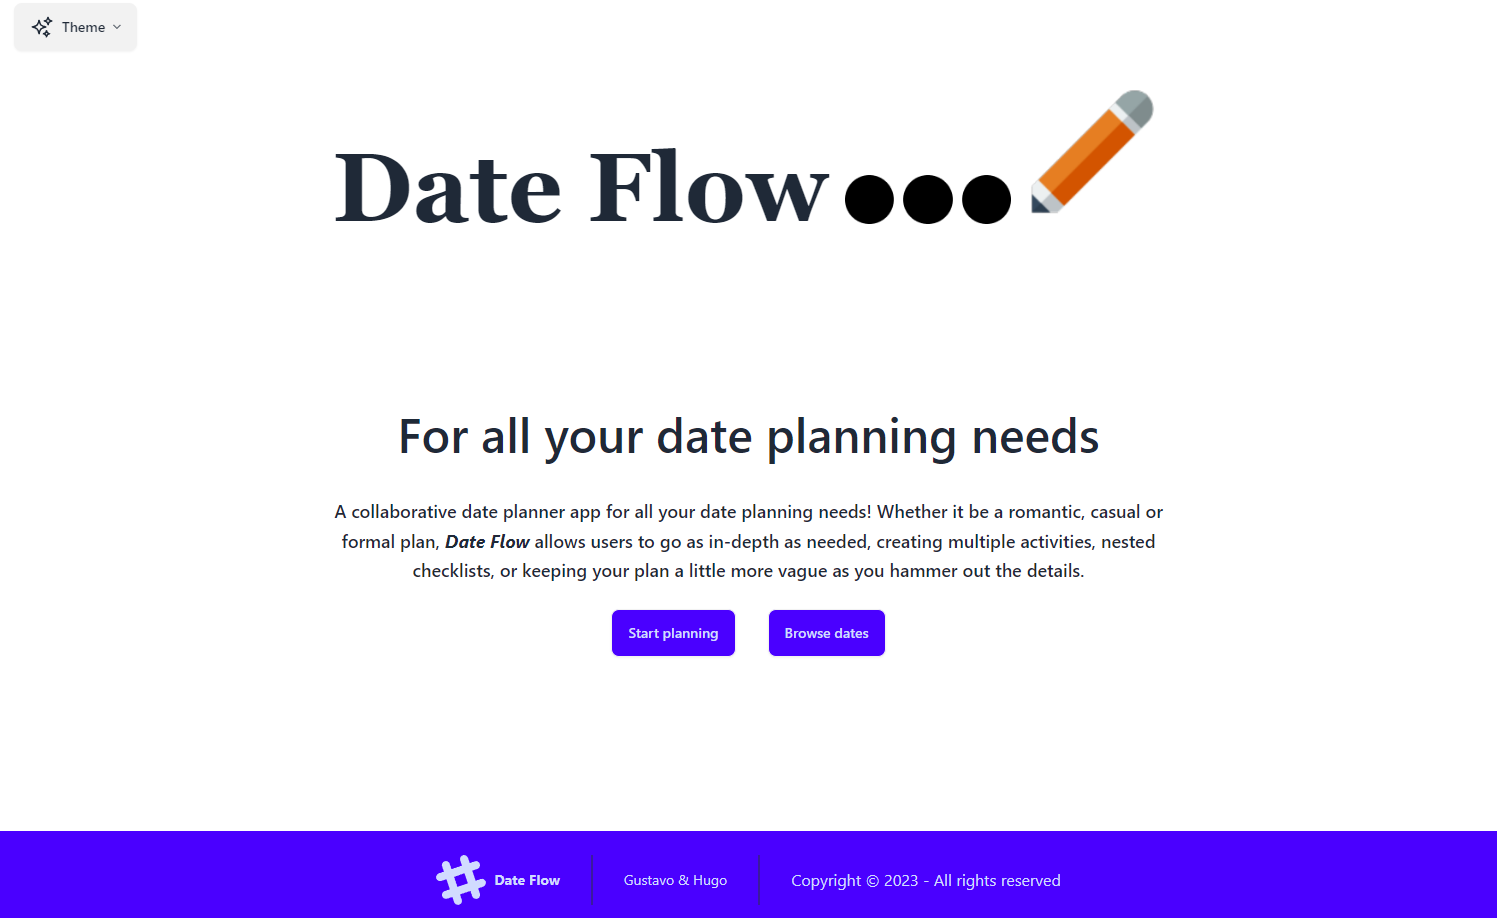 Theme
Date Flow
For all your date planning needs
A collaborative date planner app for all your date planning needs! Whether it be a romantic, casual or
formal plan, Date Flow allows users to go as in-depth as needed, creating multiple activities, nested
checklists, or keeping your plan a little more vague as you hammer out the details.
Start planning
Browse dates
Date Flow
Gustavo & Hugo
Copyright © 2023 - All rights reserved